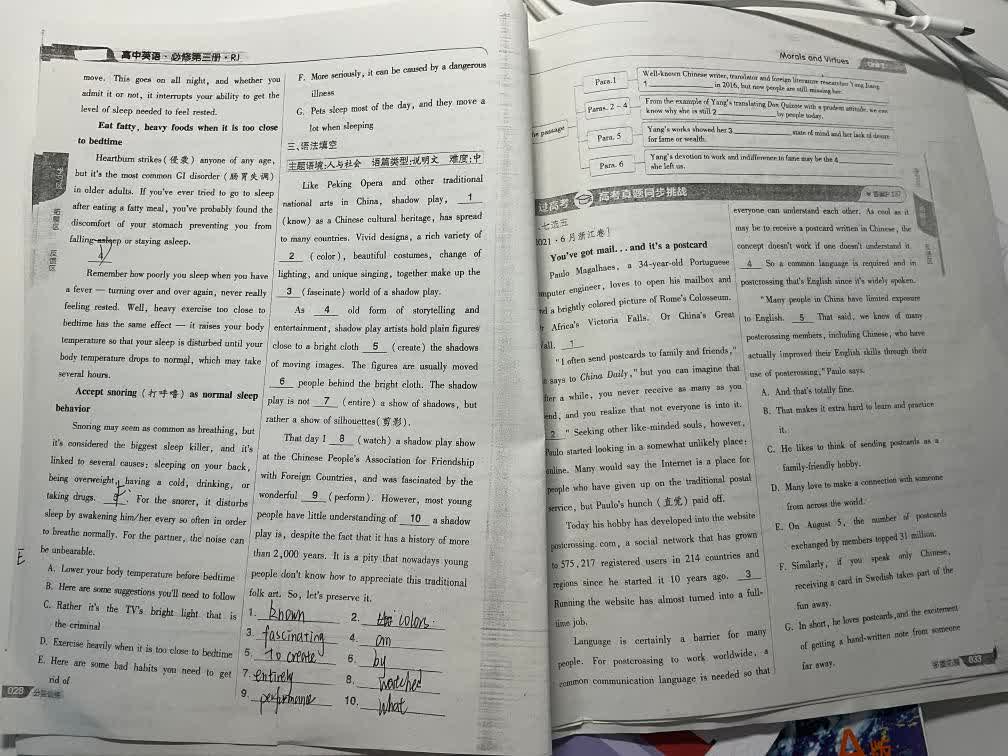 高中英语·必修第三册·RJ
move. This goes on all night, and whether you
admit it or not, it interrupts your ability to get the
level of sleep needed to feel rested.
Eat fatty, heavy foods when it is too close
to bedtime
Heartburn strikes(侵袭) anyone of any age,
but it's the most common GI disorder (肠胃失调)
in older adults. If you've ever tried to go to sleep
after eating a fatty meal, you've probably found the
discomfort of your stomach preventing you from
falling asleep or staying asleep.
4
Remember how poorly you sleep when you have
a fever — turning over and over again, never really
feeling rested. Well, heavy exercise too close to
bedtime has the same effect — it raises your body
temperature so that your sleep is disturbed until your
body temperature drops to normal, which may take
several hours.
Accept snoring (打呼噜) as normal sleep
behavior
Snoring may seem as common as breathing, but
it's considered the biggest sleep killer, and it's
linked to several causes: sleeping on your back,
being overweight, having a cold, drinking, or
taking drugs. 5 . For the snorer, it disturbs
sleep by awakening him/her every so often in order
to breathe normally. For the partner, the noise can
be unbearable.
E
A. Lower your body temperature before bedtime
B. Here are some suggestions you'll need to follow
C. Rather it's the TV's bright light that is
the criminal
D. Exercise heavily when it is too close to bedtime
E. Here are some bad habits you need to get
rid of
028
F. More seriously, it can be caused by a dangerous
illness
G. Pets sleep most of the day, and they move a
lot when sleeping
三、语法填空
主题语境:人与社会 语篇类型:说明文 难度:中
Like Peking Opera and other traditional
national arts in China, shadow play, 1
(know) as a Chinese cultural heritage, has spread
to many countries. Vivid designs, a rich variety of
2 (color), beautiful costumes, change of
lighting, and unique singing, together make up the
3 (fascinate) world of a shadow play.
As 4 old form of storytelling and
entertainment, shadow play artists hold plain figures
close to a bright cloth 5 (create) the shadows
of moving images. The figures are usually moved
6 people behind the bright cloth. The shadow
play is not 7 (entire) a show of shadows, but
rather a show of silhouettes(剪影).
That day I 8 (watch) a shadow play show
at the Chinese People's Association for Friendship
with Foreign Countries, and was fascinated by the
wonderful 9 (perform). However, most young
people have little understanding of 10 a shadow
play is, despite the fact that it has a history of more
than 2,000 years. It is a pity that nowadays young
people don't know how to appreciate this traditional
folk art. So, let's preserve it.
1. known 2. colors.
3. fascinating 4. an
5. To create 6. by
7. entirely 8. watched
9. performance 10. what
Morals and Virtues
the passage
Para. 1
Well-known Chinese writer, translator and foreign literature researcher Yang Jiang
1 in 2016, but now people are still missing her.
Paras. 2 – 4
From the example of Yang's translating Don Quixote with a prudent attitude, we can
know why she is still 2 by people today.
Para. 5
Yang's works showed her 3 state of mind and her lack of desire
for fame or wealth.
Para. 6
Yang's devotion to work and indifference to fame may be the 4
she left us.
过高考 高考真题同步挑战
七选五
2021·6月浙江卷]
You've got mail. . . and it's a postcard
Paulo Magalhaes, a 34-year-old Portuguese
computer engineer, loves to open his mailbox and
find a brightly colored picture of Rome's Colosseum.
Or Africa's Victoria Falls. Or China's Great
Wall. 1
"I often send postcards to family and friends,"
he says to China Daily, "but you can imagine that
after a while, you never receive as many as you
send, and you realize that not everyone is into it.
2 " Seeking other like-minded souls, however,
Paulo started looking in a somewhat unlikely place:
online. Many would say the Internet is a place for
people who have given up on the traditional postal
service, but Paulo's hunch (直觉) paid off.
Today his hobby has developed into the website
postcrossing.com, a social network that has grown
to 575,217 registered users in 214 countries and
regions since he started it 10 years ago. 3
Running the website has almost turned into a full-
time job.
Language is certainly a barrier for many
people. For postcrossing to work worldwide, a
common communication language is needed so that
everyone can understand each other. As cool as it
may be to receive a postcard written in Chinese, the
concept doesn't work if one doesn't understand it.
4 So a common language is required and in
postcrossing that's English since it's widely spoken.
"Many people in China have limited exposure
to English. 5 That said, we know of many
postcrossing members, including Chinese, who have
actually improved their English skills through their
use of postcrossing," Paulo says.
A. And that's totally fine.
B. That makes it extra hard to learn and practice
it.
C. He likes to think of sending postcards as a
family-friendly hobby.
D. Many love to make a connection with someone
from across the world.
E. On August 5, the number of postcards
exchanged by members topped 31 million.
F. Similarly, if you speak only Chinese,
receiving a card in Swedish takes part of the
fun away.
G. In short, he loves postcards, and the excitement
of getting a hand-written note from someone
far away.
033